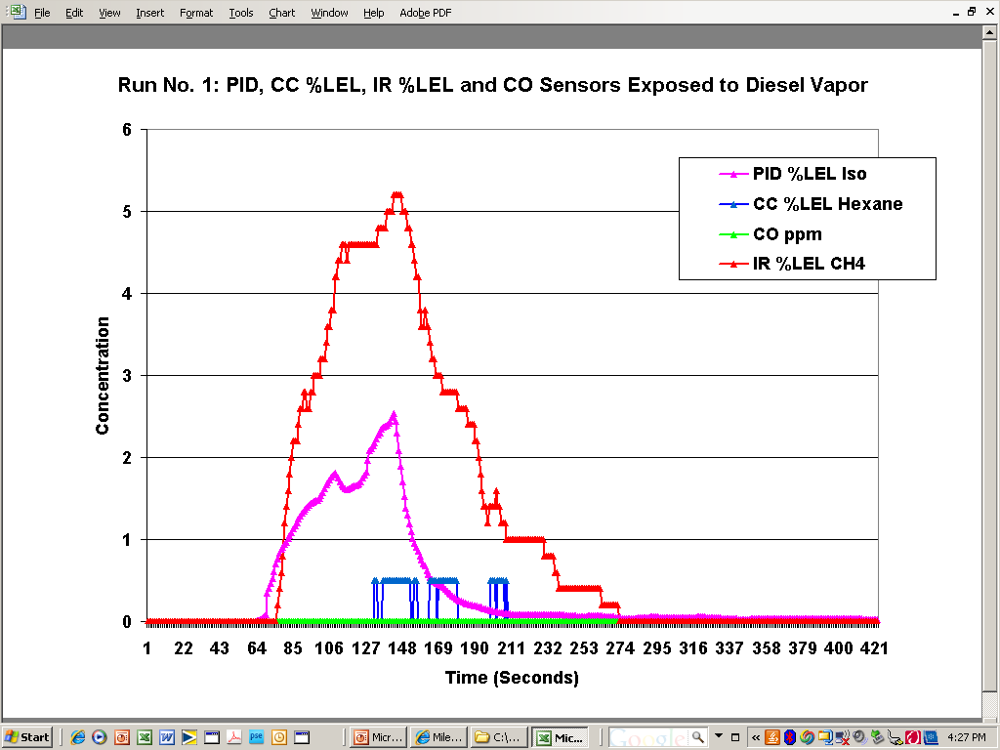 File Edit View Insert Format Tools Chart Window Help Adobe PDF
Run No. 1: PID, CC %LEL, IR %LEL and CO Sensors Exposed to Diesel Vapor
6
5
4
3
2
1
0
Concentration
PID %LEL Iso
CC %LEL Hexane
CO ppm
IR %LEL CH4
1 22 43 64 85 106 127 148 169 190 211 232 253 274 295 316 337 358 379 400 421
Time (Seconds)
Start pse Micr... Mile... C:\... Mic... Google 4:27 PM